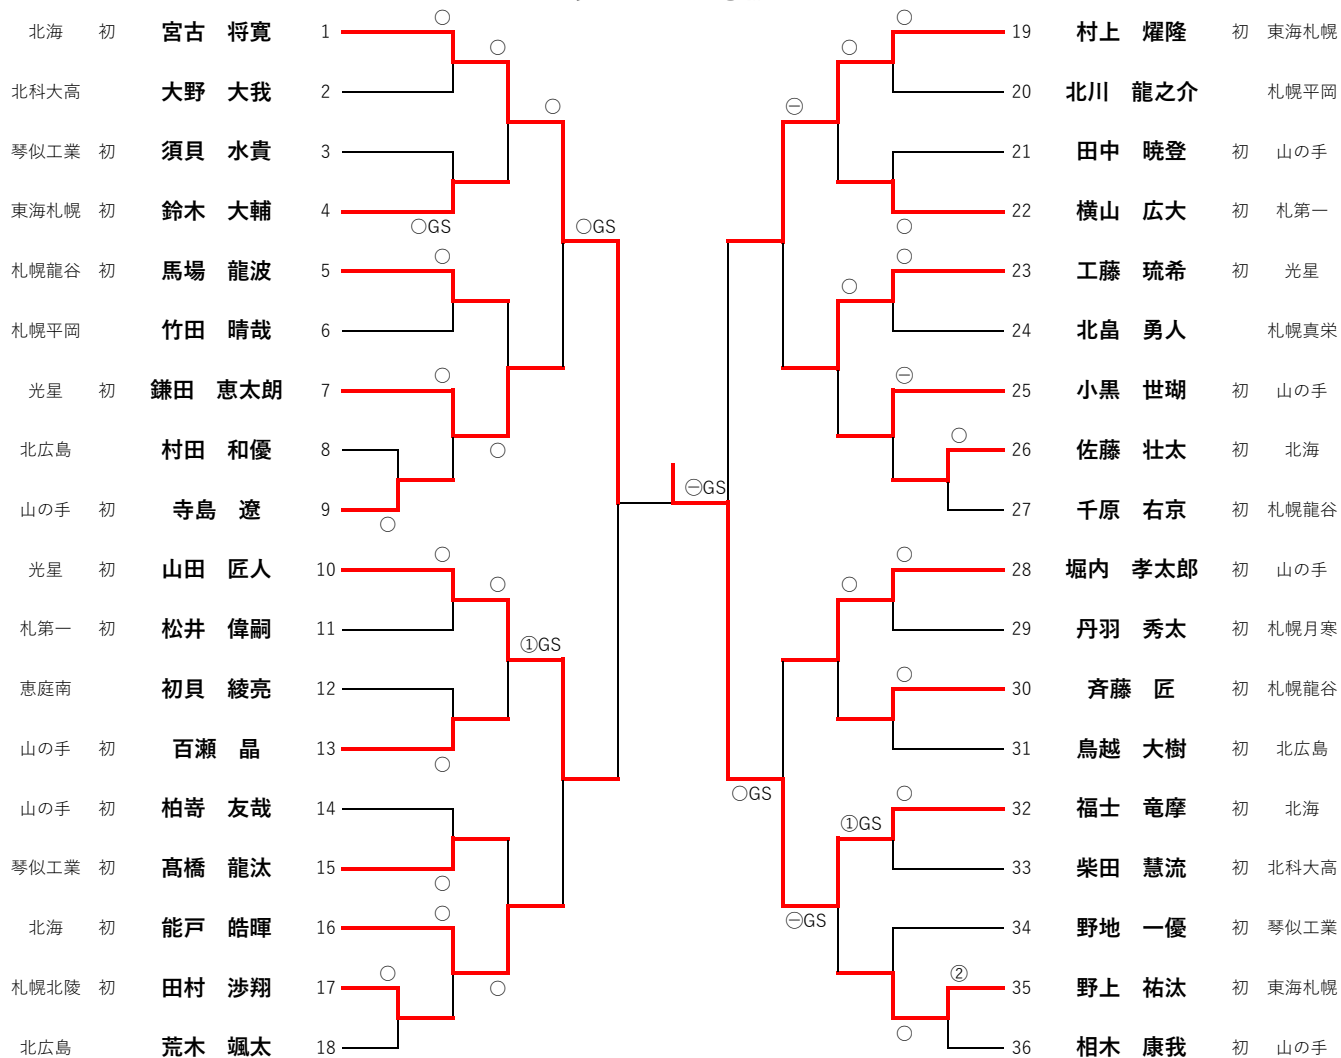 北海 初 宮古 将寛 1
北科大高 大野 大我 2
琴似工業 初 須貝 水貴 3
東海札幌 初 鈴木 大輔 4
札幌龍谷 初 馬場 龍波 5
札幌平岡 竹田 晴哉 6
光星 初 鎌田 恵太朗 7
北広島 村田 和優 8
山の手 初 寺島 遼 9
光星 初 山田 匠人 10
札第一 初 松井 偉嗣 11
恵庭南 初貝 綾亮 12
山の手 初 百瀬 晶 13
山の手 初 柏嵜 友哉 14
琴似工業 初 髙橋 龍汰 15
北海 初 能戸 皓暉 16
札幌北陵 初 田村 渉翔 17
北広島 荒木 颯太 18
○
○
○
○GS
○GS
○
○
○
○
○
○
①GS
○
○
○
○
○
㊀GS
○
○
㊀
○
○
○
㊀
○
○
○
○
○GS
○
①GS
㊀GS
②
○
19 村上 燿隆 初 東海札幌
20 北川 龍之介 札幌平岡
21 田中 暁登 初 山の手
22 横山 広大 初 札第一
23 工藤 琉希 初 光星
24 北畠 勇人 札幌真栄
25 小黒 世瑚 初 山の手
26 佐藤 壮太 初 北海
27 千原 右京 初 札幌龍谷
28 堀内 孝太郎 初 山の手
29 丹羽 秀太 初 札幌月寒
30 斉藤 匠 初 札幌龍谷
31 鳥越 大樹 初 北広島
32 福士 竜摩 初 北海
33 柴田 慧流 初 北科大高
34 野地 一優 初 琴似工業
35 野上 祐汰 初 東海札幌
36 相木 康我 初 山の手